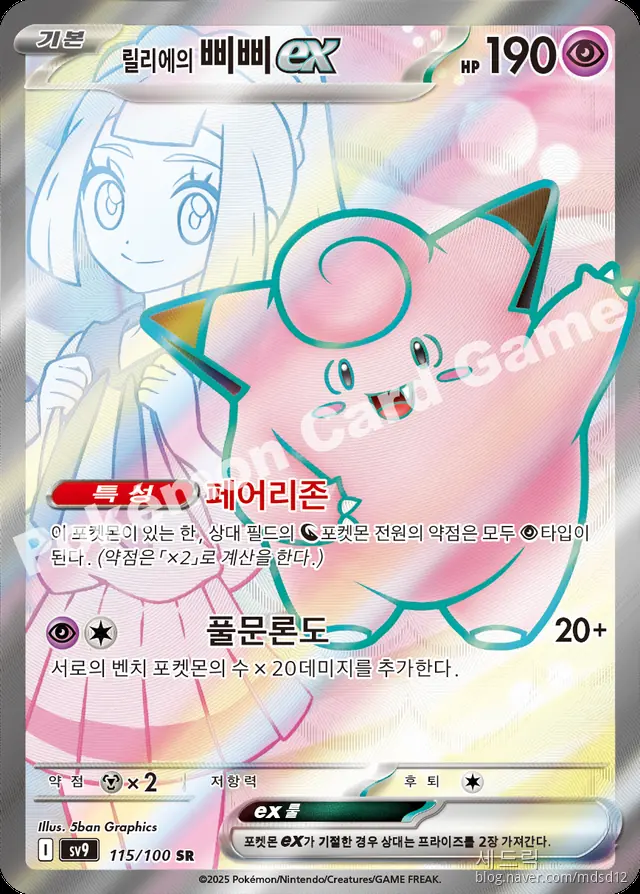 기본
릴리에의 삐삐 ex
HP 190
Pokémon Card Game
특성 페어리존
이 포켓몬이 있는 한, 상대 필드의 포켓몬 전원의 약점은 모두 타입이
된다. (약점은 「×2」로 계산을 한다.)
풀문론도 20+
서로의 벤치 포켓몬의 수 × 20데미지를 추가한다.
약점 ×2 저항력 후퇴
ex 룰
포켓몬 ex가 기절한 경우 상대는 프라이즈를 2장 가져간다.
Illus. 5ban Graphics
I sv9 115/100 SR
세드릭
blog.naver.com/mdsd12
©2025 Pokémon/Nintendo/Creatures/GAME FREAK.